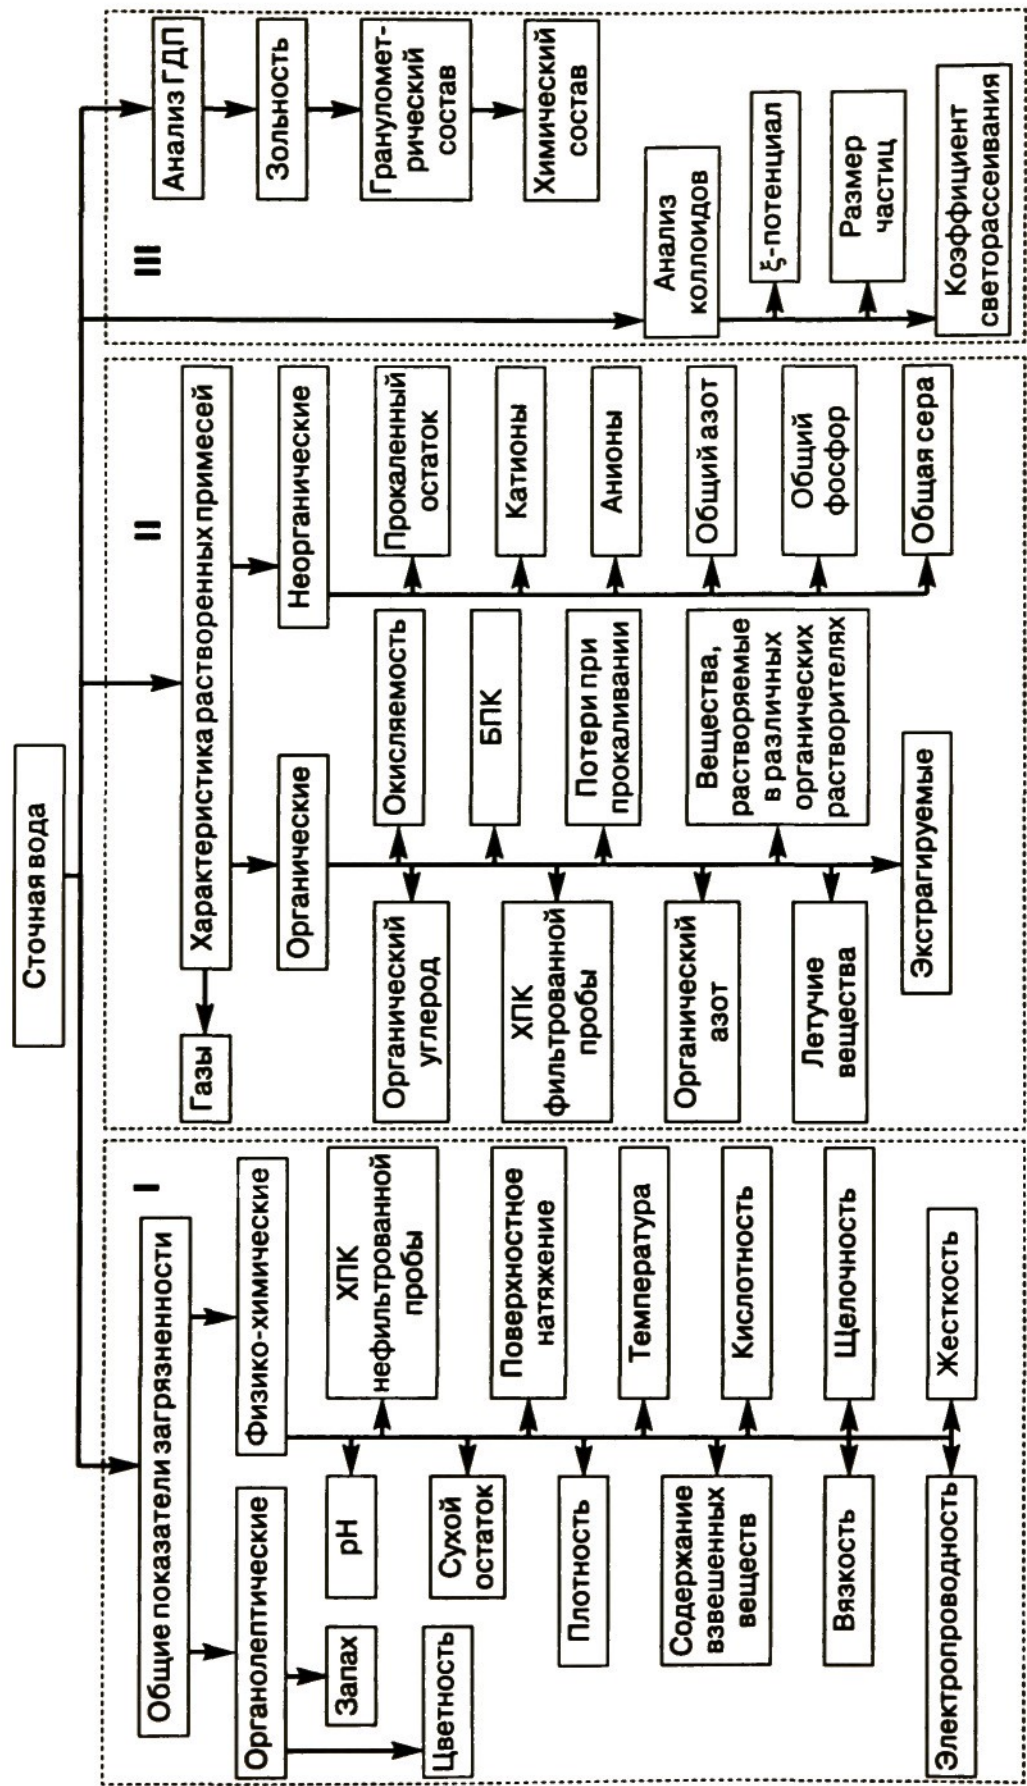 Сточная вода
I
Общие показатели загрязненности
Органолептические
Запах
Цветность
Физико-химические
pH
ХПК
нефильтрованной
пробы
Сухой
остаток
Поверхностное
натяжение
Плотность
Температура
Содержание
взвешенных
веществ
Кислотность
Вязкость
Щелочность
Электропроводность
Жесткость
II
Характеристика растворенных примесей
Газы
Органические
Окисляемость
Органический
углерод
БПК
ХПК
фильтрованной
пробы
Потери при
прокаливании
Органический
азот
Вещества,
растворяемые
в различных
органических
растворителях
Летучие
вещества
Экстрагируемые
Неорганические
Прокаленный
остаток
Катионы
Анионы
Общий азот
Общий
фосфор
Общая сера
III
Анализ ГДП
Зольность
Грануломет-
рический
состав
Химический
состав
Анализ
коллоидов
ξ-потенциал
Размер
частиц
Коэффициент
светорассеивания